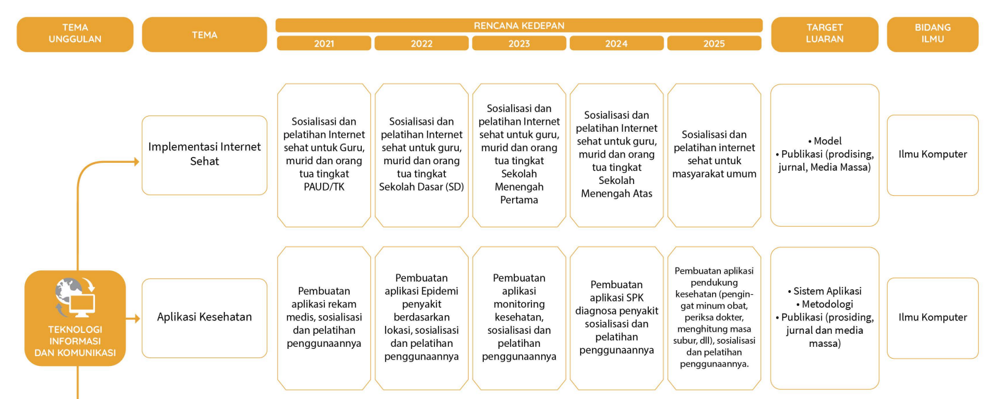 TEMA
UNGGULAN
TEMA
RENCANA KEDEPAN
2021
2022
2023
2024
2025
TARGET
LUARAN
BIDANG
ILMU
Implementasi Internet
Sehat
Sosialisasi dan
pelatihan Internet
sehat untuk Guru,
murid dan orang
tua tingkat
PAUD/TK
Sosialisasi dan
pelatihan Internet
sehat untuk guru,
murid dan orang
tua tingkat
Sekolah Dasar (SD)
Sosialisasi dan
pelatihan Internet
sehat untuk guru,
murid dan orang
tua tingkat
Sekolah
Menengah
Pertama
Sosialisasi dan
pelatihan Internet
sehat untuk guru,
murid dan orang
tua tingkat
Sekolah
Menengah Atas
Sosialisasi dan
pelatihan internet
sehat untuk
masyarakat umum
• Model
• Publikasi (prodising,
jurnal, Media Massa)
Ilmu Komputer
TEKNOLOGI
INFORMASI
DAN KOMUNIKASI
Aplikasi Kesehatan
Pembuatan
aplikasi rekam
medis, sosialisasi
dan pelatihan
penggunaannya
Pembuatan
aplikasi Epidemi
penyakit
berdasarkan
lokasi, sosialisasi
dan pelatihan
penggunaannya
Pembuatan
aplikasi
monitoring
kesehatan,
sosialisasi dan
pelatihan
penggunaannya
Pembuatan
aplikasi SPK
diagnosa penyakit
sosialisasi dan
pelatihan
penggunaannya
Pembuatan aplikasi
pendukung
kesehatan (pengin-
gat minum obat,
periksa dokter,
menghitung masa
subur, dll), sosialisasi
dan pelatihan
penggunaannya.
• Sistem Aplikasi
• Metodologi
• Publikasi (prosiding,
jurnal dan media
massa)
Ilmu Komputer